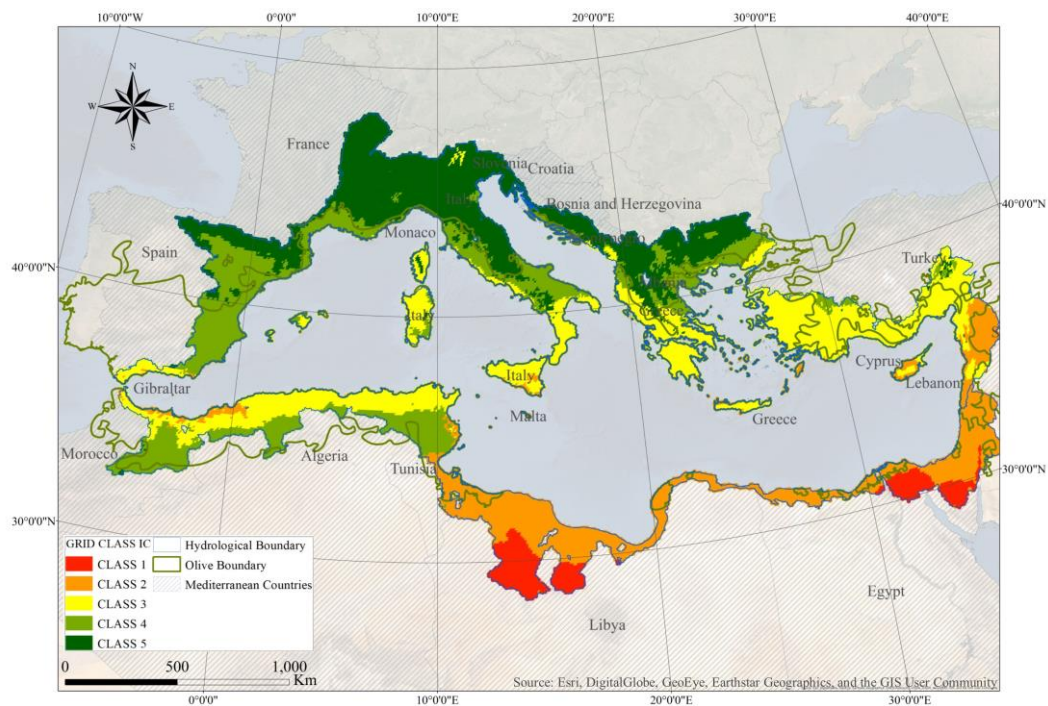 10°0'0"W 0°0'0" 10°0'0"E 20°0'0"E 30°0'0"E 40°0'0"E
N
W E
S
France
Slovenia
Croatia
Italy
Bosnia and Herzegovina
40°0'0"N
Monaco
Spain
Turkey
40°0'0"N
Italy
Greece
Cyprus
Italy
Gibraltar
Lebanon
Malta
Greece
Morocco
Algeria
Tunisia
30°0'0"N
30°0'0"N
GRID CLASS IC
CLASS 1
CLASS 2
CLASS 3
CLASS 4
CLASS 5
Hydrological Boundary
Olive Boundary
Mediterranean Countries
Egypt
Libya
0 500 1,000
Km
Source: Esri, DigitalGlobe, GeoEye, Earthstar Geographics, and the GIS User Community
0°0'0" 10°0'0"E 20°0'0"E 30°0'0"E